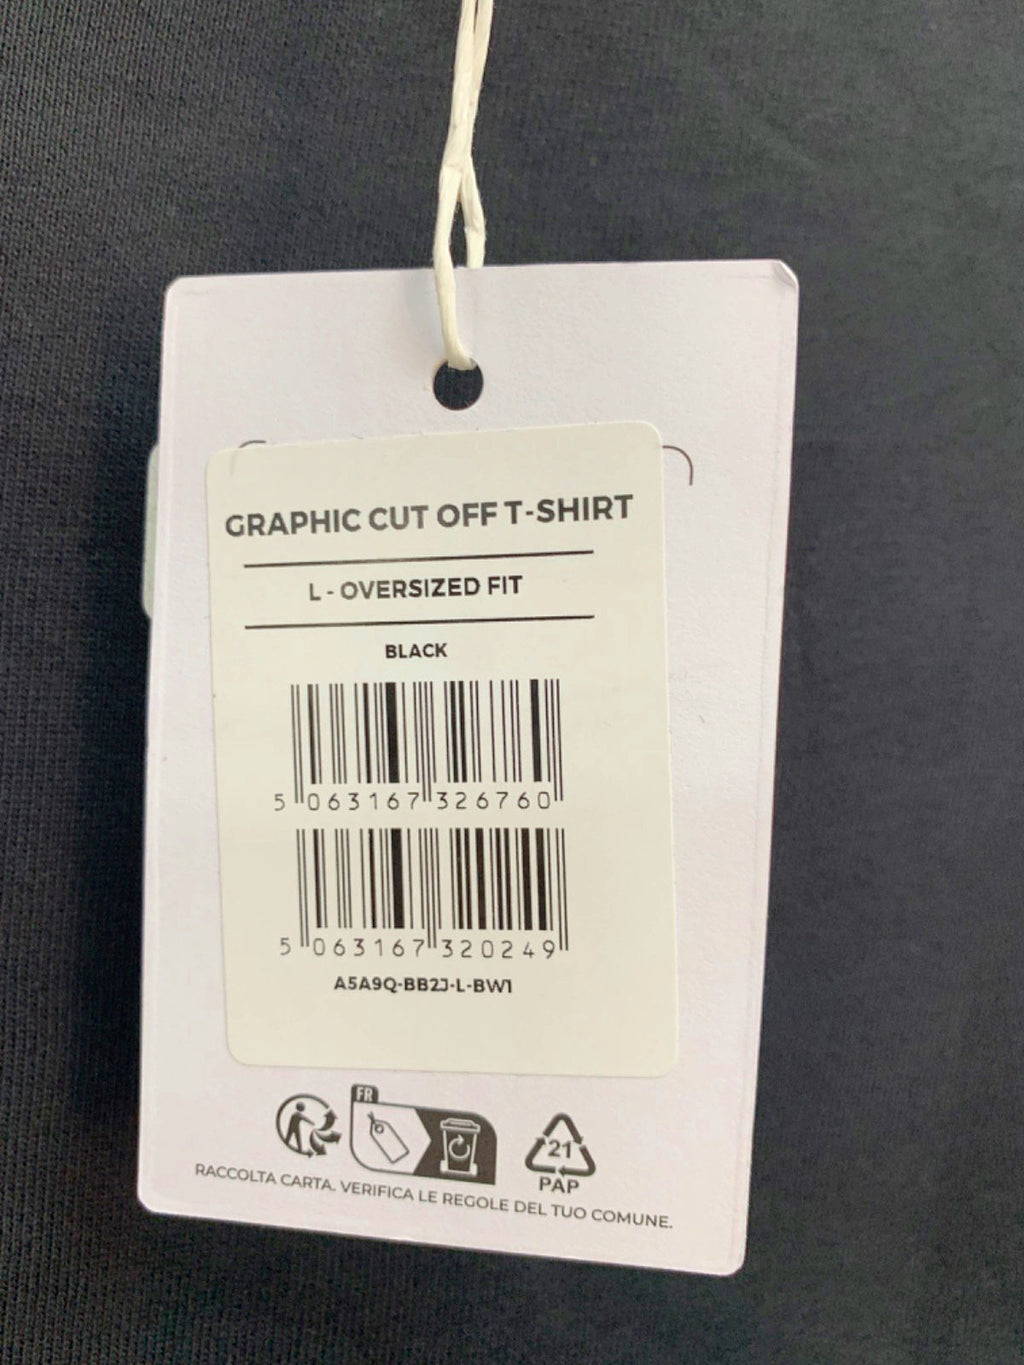 GRAPHIC CUT OFF T-SHIRT
L - OVERSIZED FIT
BLACK
5 063167 326760
5 063167 320249
A5A9Q-BB2J-L-BW1
FR
21
PAP
RACCOLTA CARTA. VERIFICA LE REGOLE DEL TUO COMUNE.